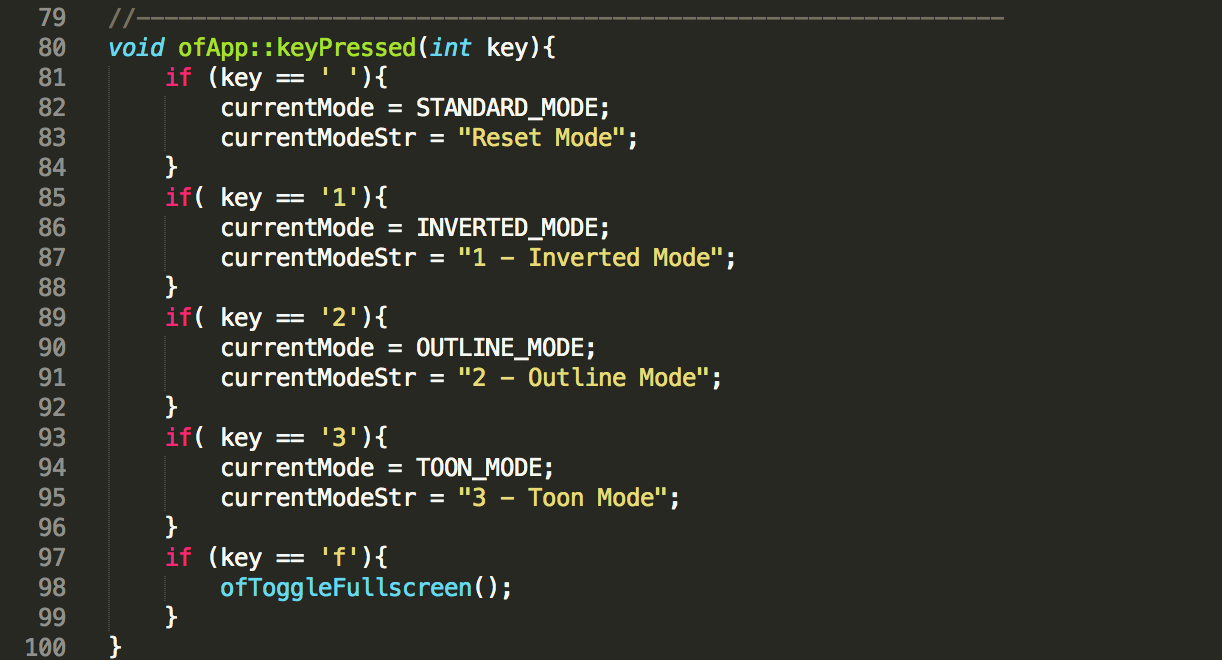 79 //--------------------------------------------------------------
80 void ofApp::keyPressed(int key){
81     if (key == ' '){
82         currentMode = STANDARD_MODE;
83         currentModeStr = "Reset Mode";
84     }
85     if( key == '1'){
86         currentMode = INVERTED_MODE;
87         currentModeStr = "1 - Inverted Mode";
88     }
89     if( key == '2'){
90         currentMode = OUTLINE_MODE;
91         currentModeStr = "2 - Outline Mode";
92     }
93     if( key == '3'){
94         currentMode = TOON_MODE;
95         currentModeStr = "3 - Toon Mode";
96     }
97     if (key == 'f'){
98         ofToggleFullscreen();
99     }
100 }